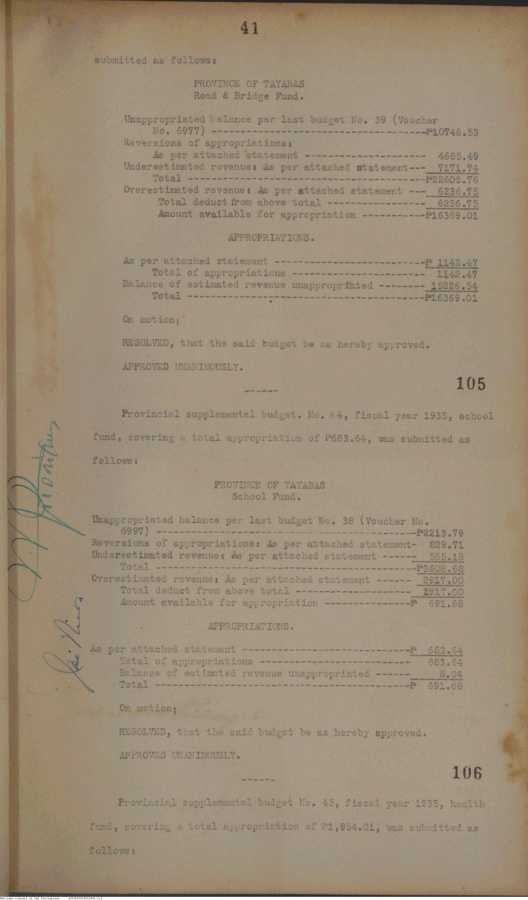 41
submitted as follows:
PROVINCE OF TAYABAS
Road & Bridge Fund.
Unappropriated balance per last budget No. 39 (Voucher
No. 6977) ------------------------------------₱10748.53
Reversions of appropriations:
As per attached statement -------------------- 4685.49
Underestimated revenue: As per attached statement--- 7171.74
Total ----------------------------------------₱22605.76
Overestimated revenue: As per attached statement --- 6236.75
Total deduct from above total ---------------- 6236.75
Amount available for appropriation -----------₱16369.01
APPROPRIATIONS.
As per attached statement -------------------------₱ 1142.47
Total of appropriations ---------------------- 1142.47
Balance of estimated revenue unappropriated -------- 15226.54
Total ----------------------------------------₱16369.01
On motion;
RESOLVED, that the said budget be as hereby approved.
APPROVED UNANIMOUSLY.
------
105
Provincial supplemental budget. No. 44, fiscal year 1935, school
fund, covering a total appropriation of ₱683.64, was submitted as
follows:
PROVINCE OF TAYABAS
School Fund.
Unappropriated balance per last budget No. 38 (Voucher No.
6997) -------------------------------------------₱2213.79
Reversions of appropriations: As per attached statement- 829.71
Underestimated revenue: As per attached statement ------ 565.18
Total -------------------------------------------₱3608.68
Overestimated revenue: As per attached statement ------ 2917.00
Total deduct from above total ------------------- 2917.00
Amount available for appropriation --------------₱ 691.68
APPROPRIATIONS.
As per attached statement ----------------------------₱ 683.64
Total of appropriations ------------------------- 683.64
Balance of estimated revenue unappropriated ------ 8.04
Total -------------------------------------------₱ 691.68
On motion;
RESOLVED, that the said budget be as hereby approved.
APPROVED UNANIMOUSLY.
------
106
Provincial supplemental budget No. 45, fiscal year 1935, health
fund, covering a total appropriation of ₱1,954.01, was submitted as
follows: